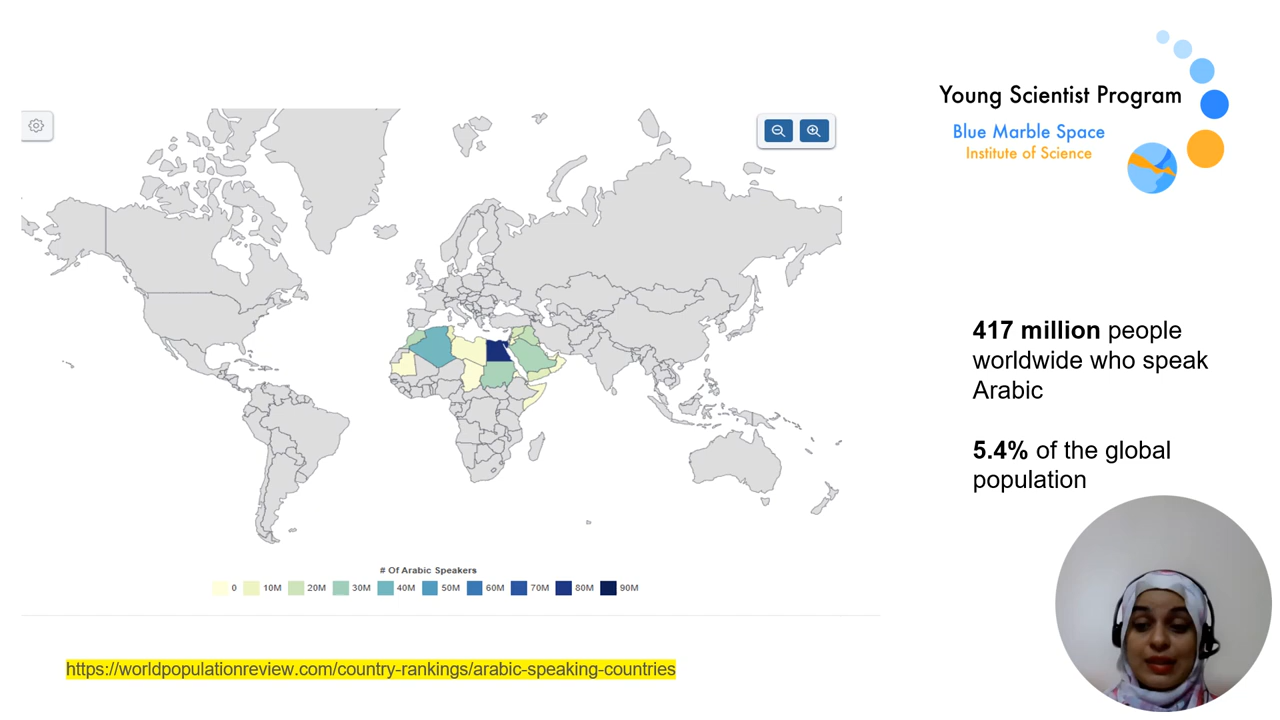 Young Scientist Program
Blue Marble Space
Institute of Science
417 million people
worldwide who speak
Arabic
5.4% of the global
population
# Of Arabic Speakers
0 10M 20M 30M 40M 50M 60M 70M 80M 90M
https://worldpopulationreview.com/country-rankings/arabic-speaking-countries